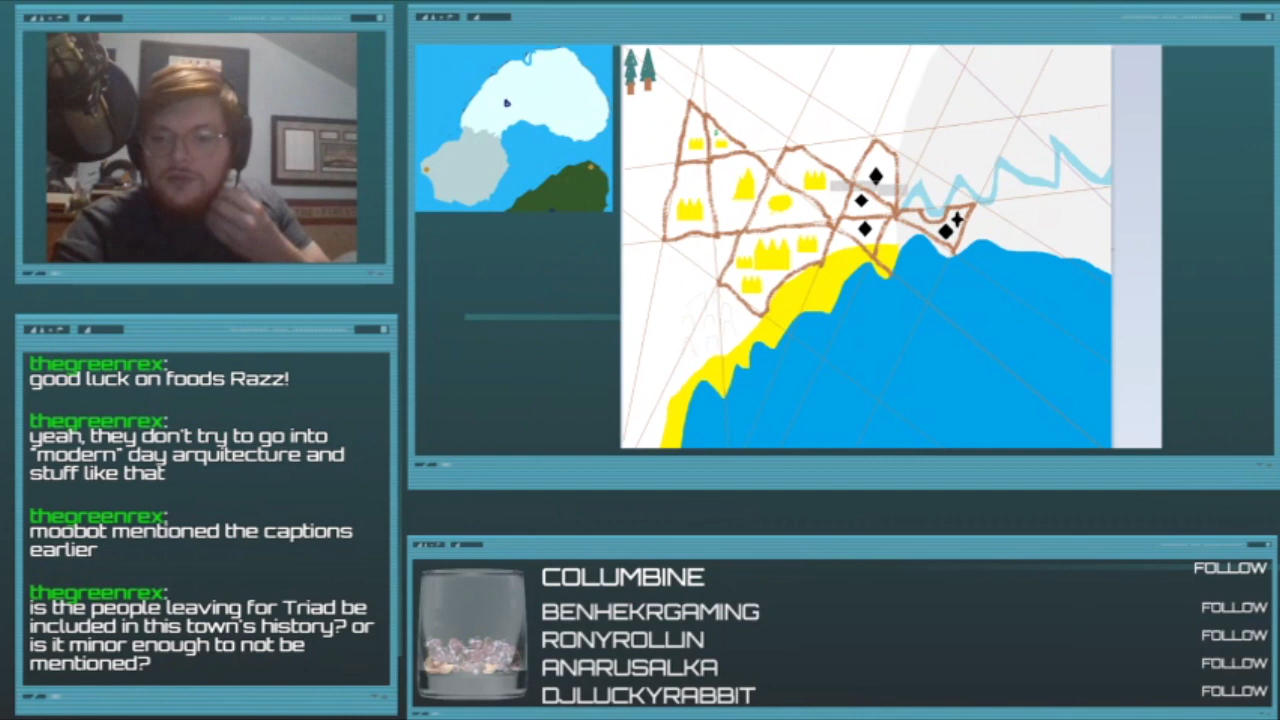 thegreenrex:
good luck on foods Razz!
thegreenrex:
yeah, they don't try to go into
"modern" day arquitecture and
stuff like that
thegreenrex:
moobot mentioned the captions
earlier
thegreenrex:
is the people leaving for Triad be
included in this town's history? or
is it minor enough to not be
mentioned?
COLUMBINE FOLLOW
BENHEKRGAMING FOLLOW
RONYROLLIN FOLLOW
ANARUSALKA FOLLOW
DJLUCKYRABBIT FOLLOW